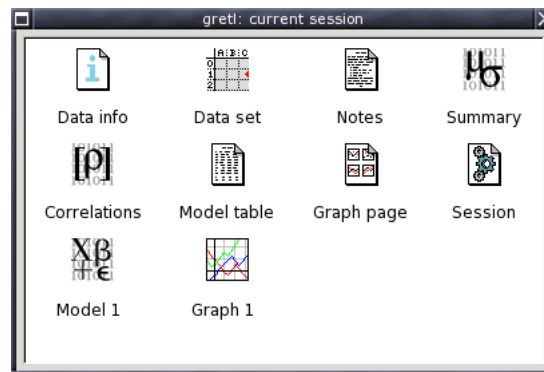 gretl: current session
Data info
Data set
Notes
Summary
Correlations
Model table
Graph page
Session
Model 1
Graph 1